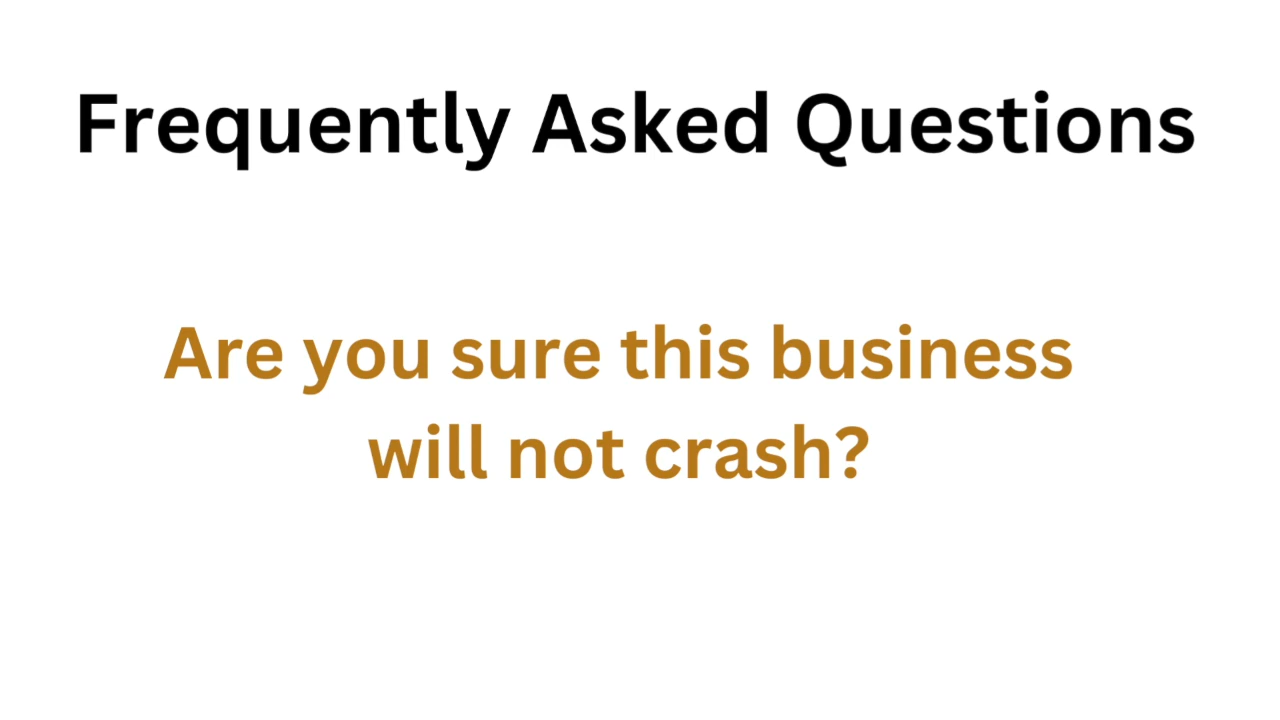 Frequently Asked Questions
Are you sure this business
will not crash?